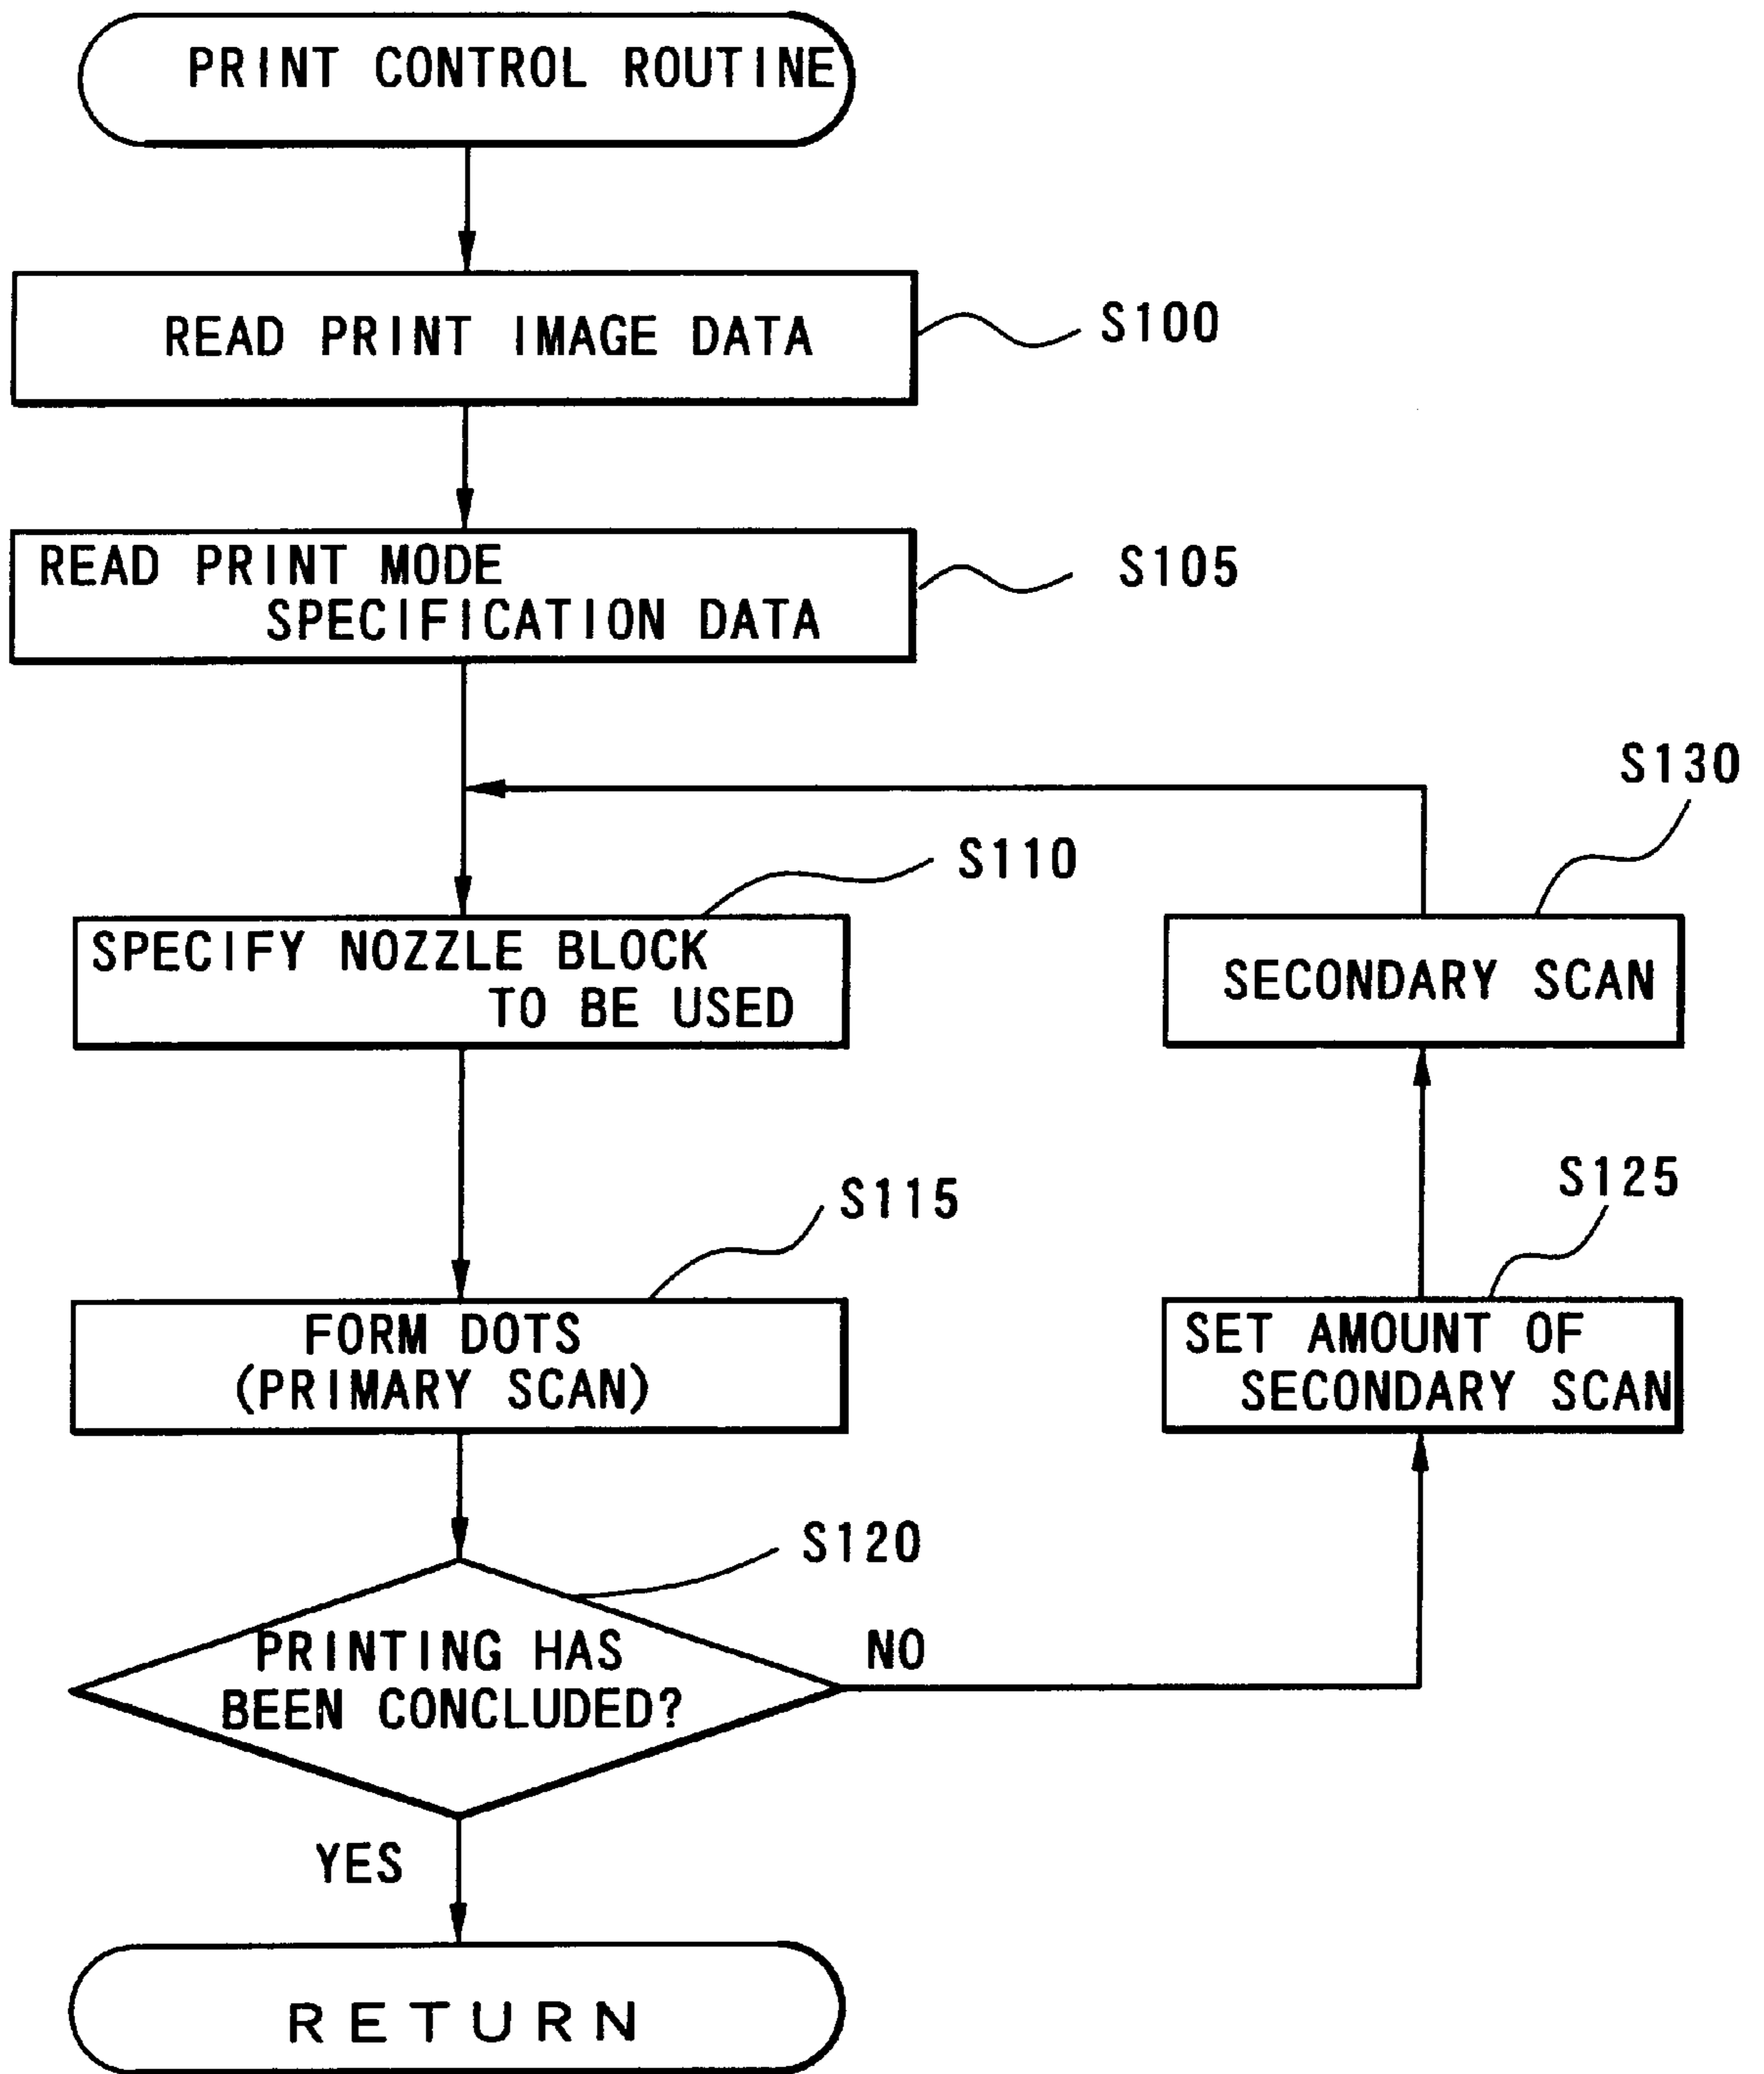 PRINT CONTROL ROUTINE
READ PRINT IMAGE DATA
S100
READ PRINT MODE
SPECIFICATION DATA
S105
S130
S110
SPECIFY NOZZLE BLOCK
TO BE USED
SECONDARY SCAN
S115
S125
FORM DOTS
(PRIMARY SCAN)
SET AMOUNT OF
SECONDARY SCAN
S120
PRINTING HAS
BEEN CONCLUDED?
NO
YES
RETURN